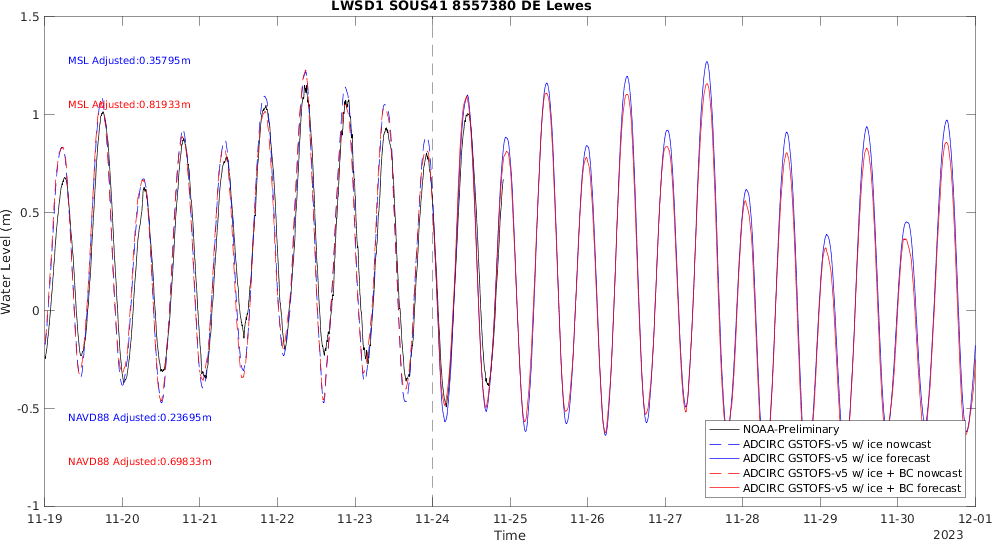 LWSD1 SOUS41 8557380 DE Lewes
1.5
1
0.5
0
-0.5
-1
Water Level (m)
MSL Adjusted:0.35795m
MSL Adjusted:0.81933m
NAVD88 Adjusted:0.23695m
NAVD88 Adjusted:0.69833m
NOAA-Preliminary
ADCIRC GSTOFS-v5 w/ ice nowcast
ADCIRC GSTOFS-v5 w/ ice forecast
ADCIRC GSTOFS-v5 w/ ice + BC nowcast
ADCIRC GSTOFS-v5 w/ ice + BC forecast
11-19 11-20 11-21 11-22 11-23 11-24 11-25 11-26 11-27 11-28 11-29 11-30 12-01
Time
2023